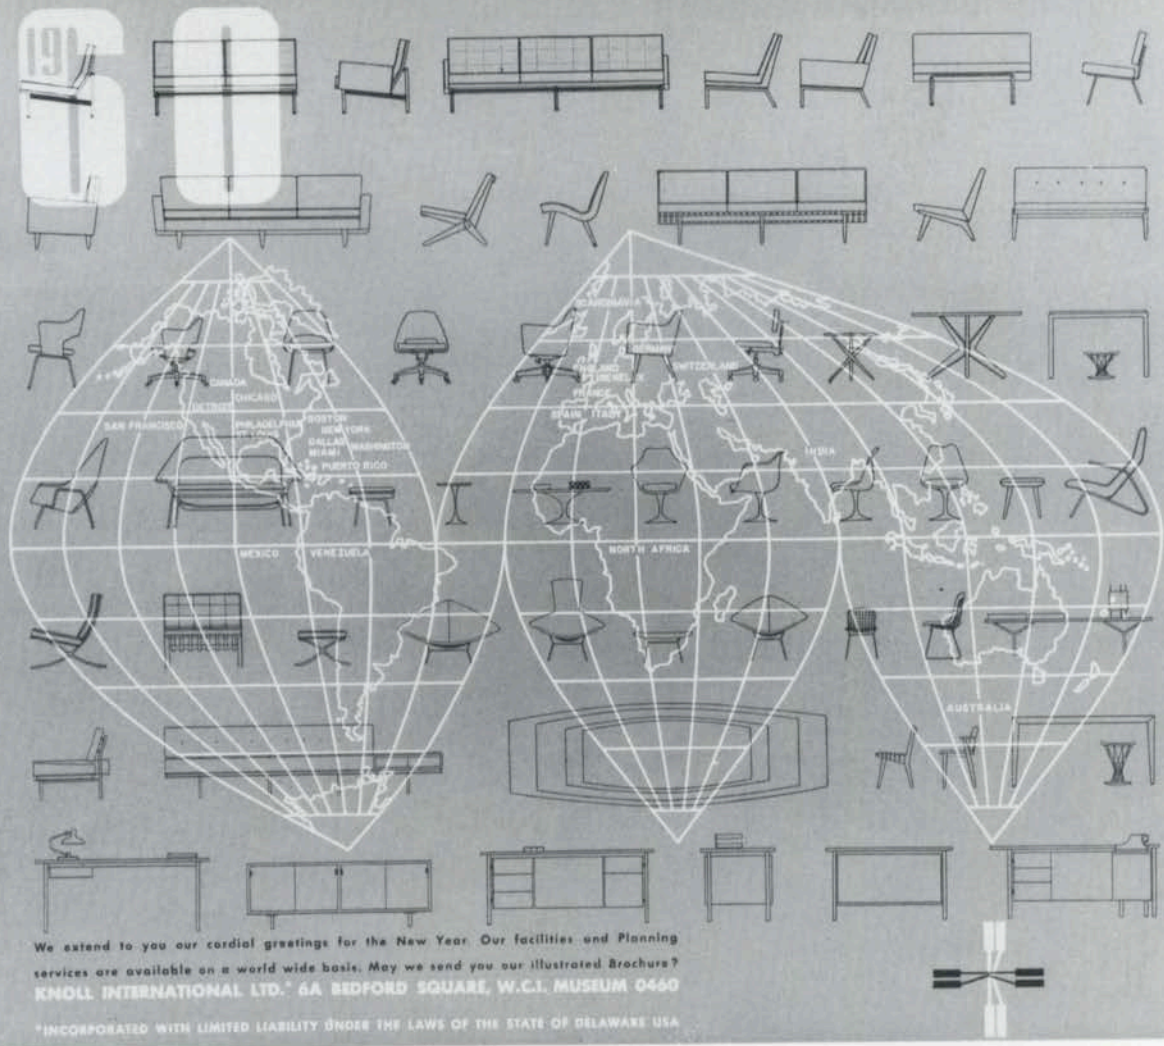 1960
SCANDINAVIA
GERMANY
SWITZERLAND
BENELUX
FRANCE
SPAIN ITALY
CANADA
CHICAGO
DETROIT
SAN FRANCISCO
PHILADELPHIA
BOSTON
NEW YORK
DALLAS
WASHINGTON
MIAMI
PUERTO RICO
INDIA
MEXICO
VENEZUELA
NORTH AFRICA
AUSTRALIA
We extend to you our cordial greetings for the New Year. Our facilities and Planning
services are available on a world wide basis. May we send you our illustrated Brochure?
KNOLL INTERNATIONAL LTD.* 6A BEDFORD SQUARE, W.C.I. MUSEUM 0460
*INCORPORATED WITH LIMITED LIABILITY UNDER THE LAWS OF THE STATE OF DELAWARE USA